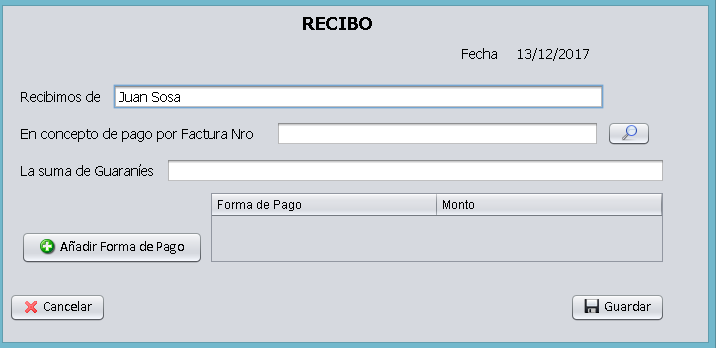 RECIBO
Fecha 13/12/2017
Recibimos de Juan Sosa
En concepto de pago por Factura Nro
La suma de Guaraníes
Forma de Pago Monto
Añadir Forma de Pago
Cancelar Guardar